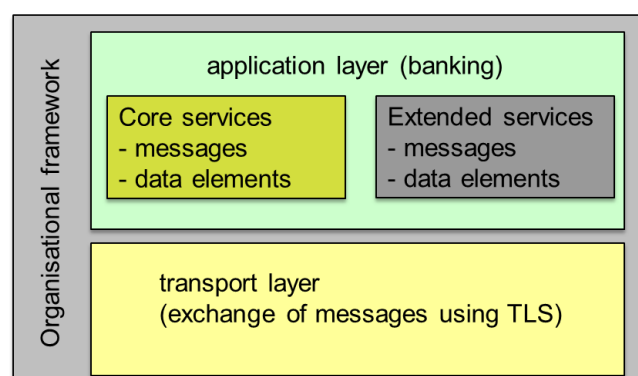 Organisational framework
application layer (banking)
Core services
- messages
- data elements
Extended services
- messages
- data elements
transport layer
(exchange of messages using TLS)